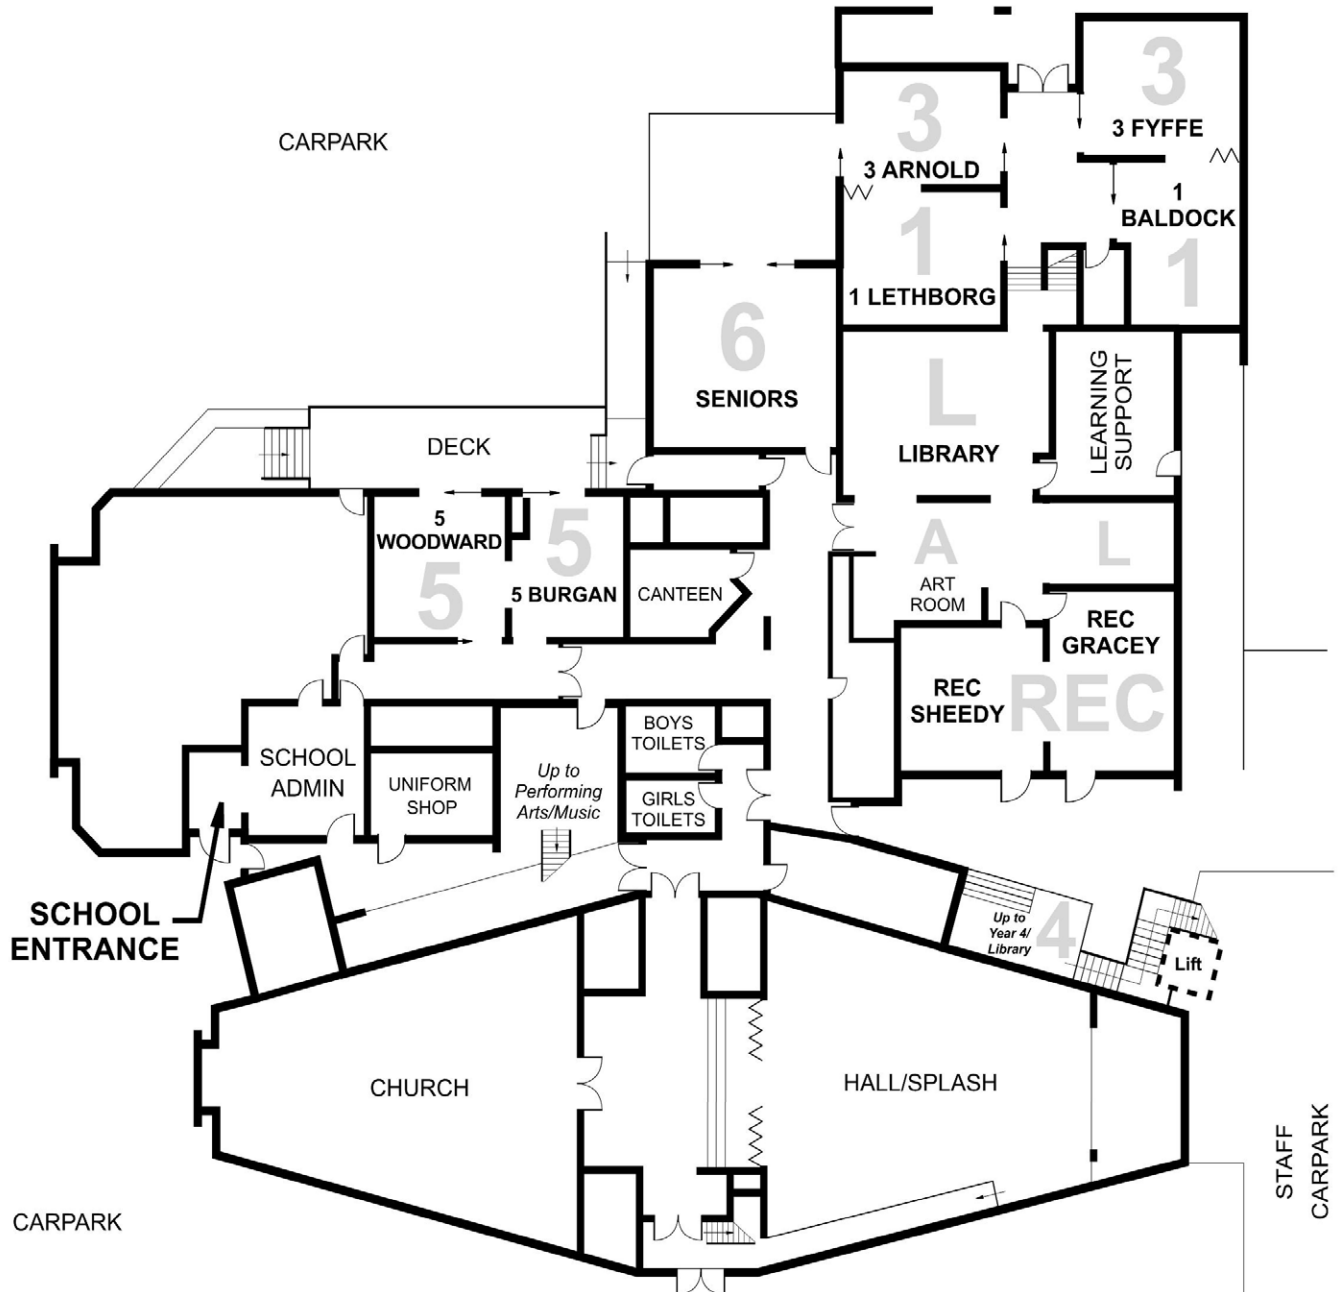 CARPARK
3
3 ARNOLD
3
3 FYFFE
1
BALDOCK
1
1
1 LETHBORG
6
SENIORS
L
LIBRARY
LEARNING
SUPPORT
DECK
5
WOODWARD
5
5
5 BURGAN
CANTEEN
A
ART
ROOM
L
REC
GRACEY
REC
SHEEDY
REC
SCHOOL
ADMIN
UNIFORM
SHOP
Up to
Performing
Arts/Music
BOYS
TOILETS
GIRLS
TOILETS
SCHOOL
ENTRANCE
Up to
Year 4/
Library
4
Lift
CHURCH
HALL/SPLASH
STAFF
CARPARK
CARPARK